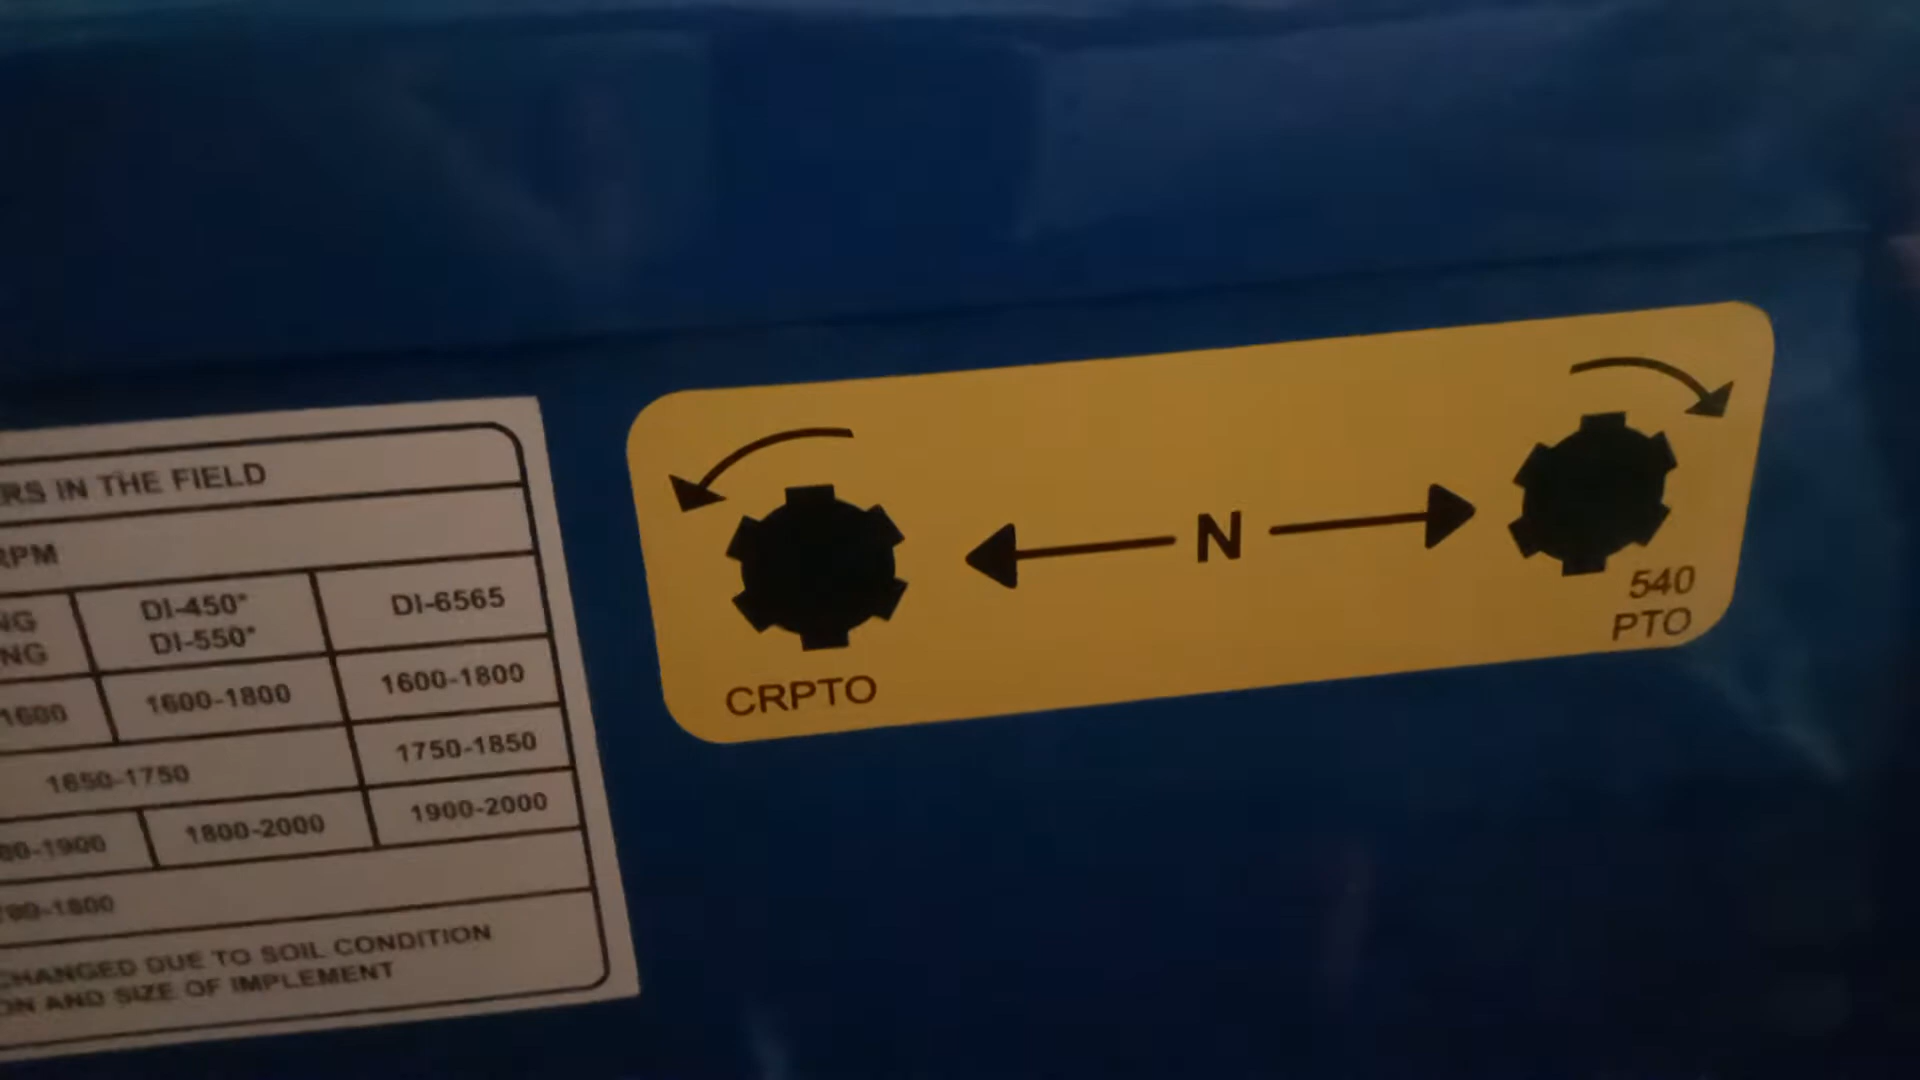 RS IN THE FIELD
RPM
NG DI-450* DI-6565
NG DI-550*
1600 1600-1800 1600-1800
1650-1750 1750-1850
00-1900 1800-2000 1900-2000
-1800
CHANGED DUE TO SOIL CONDITION
ON AND SIZE OF IMPLEMENT
CRPTO
N
540
PTO